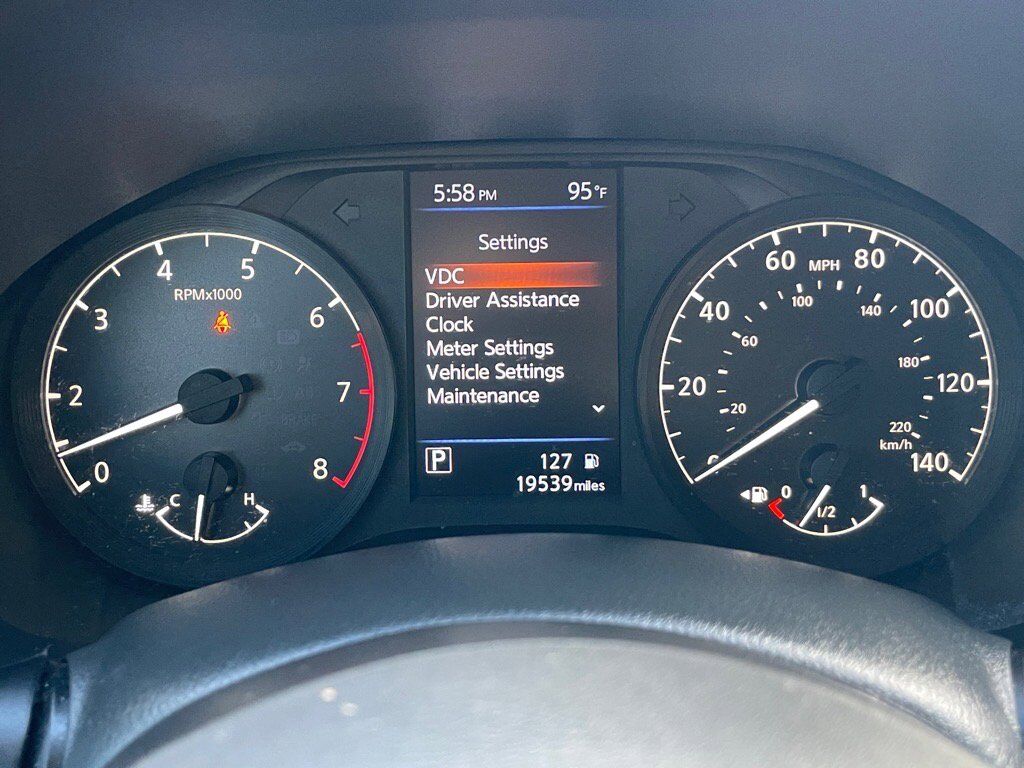 5:58 PM 95°F
Settings
VDC
Driver Assistance
Clock
Meter Settings
Vehicle Settings
Maintenance
P 127
19539 miles
RPMx1000
0
2
3
4
5
6
7
8
C H
MPH
20
40
60
80
100
120
140
20
60
100
140
180
220
km/h
0 1/2 1